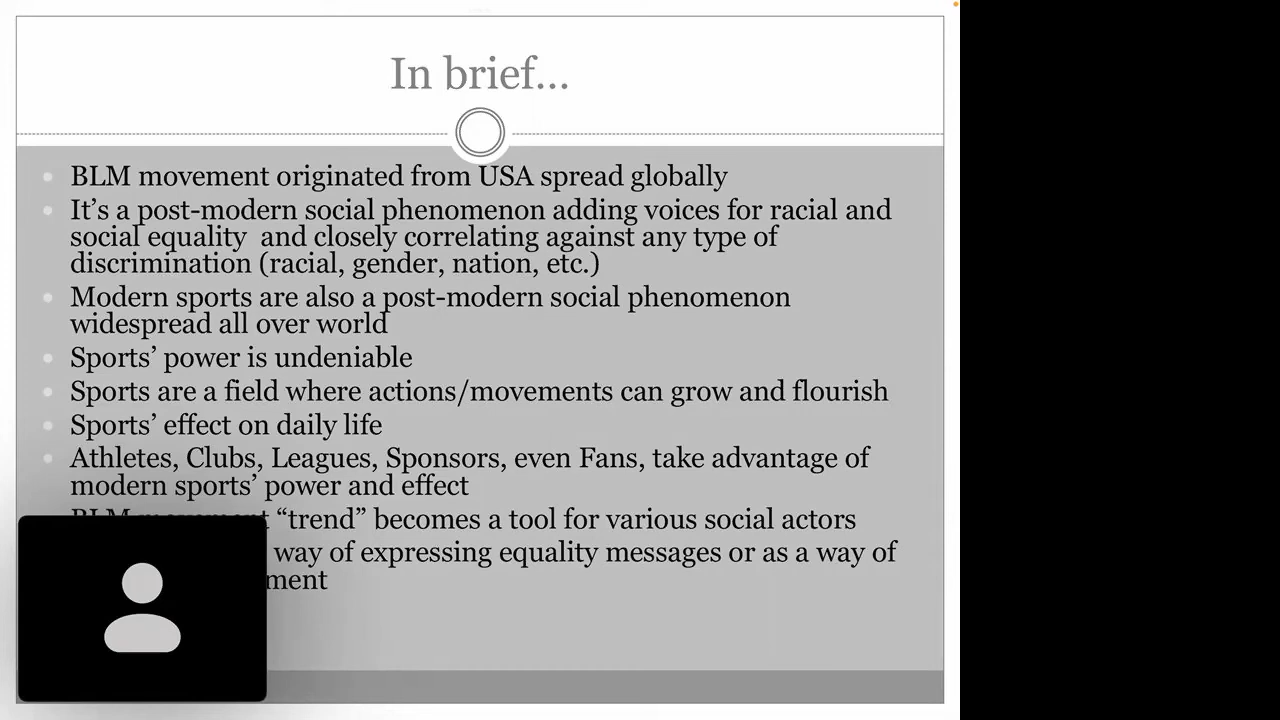 In brief...
BLM movement originated from USA spread globally
It's a post-modern social phenomenon adding voices for racial and
social equality and closely correlating against any type of
discrimination (racial, gender, nation, etc.)
Modern sports are also a post-modern social phenomenon
widespread all over world
Sports' power is undeniable
Sports are a field where actions/movements can grow and flourish
Sports' effect on daily life
Athletes, Clubs, Leagues, Sponsors, even Fans, take advantage of
modern sports' power and effect
BLM movement “trend” becomes a tool for various social actors
way of expressing equality messages or as a way of